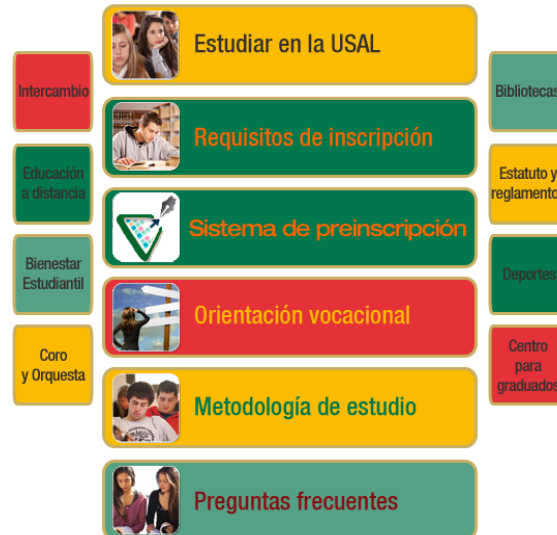 Estudiar en la USAL
Intercambio
Bibliotecas
Requisitos de inscripción
Educación
a distancia
Estatuto y
reglamento
Sistema de preinscripción
Bienestar
Estudiantil
Deportes
Orientación vocacional
Coro
y Orquesta
Centro
para
graduados
Metodología de estudio
Preguntas frecuentes